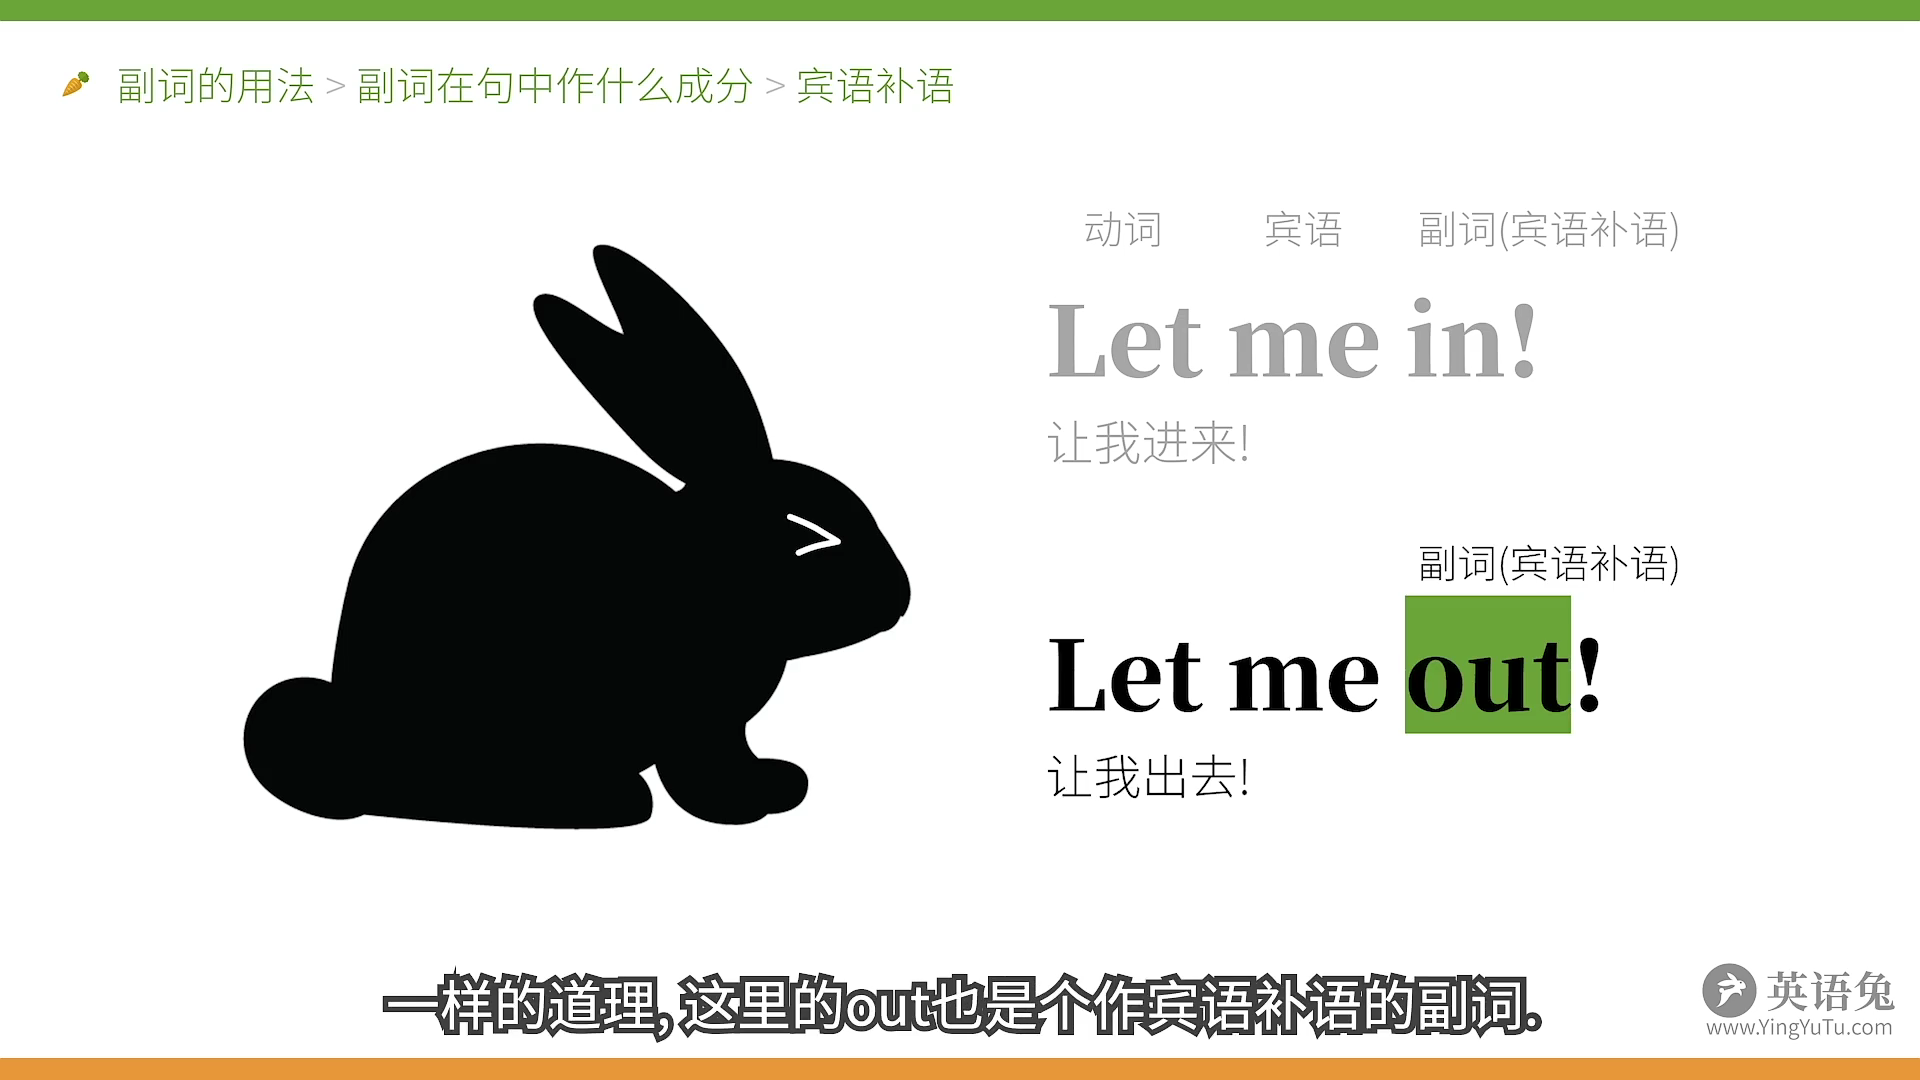 副词的用法 > 副词在句中作什么成分 > 宾语补语
动词 宾语 副词(宾语补语)
Let me in!
让我进来!
副词(宾语补语)
Let me out!
让我出去!
一样的道理, 这里的out也是个作宾语补语的副词.
英语兔
www.YingYuTu.com